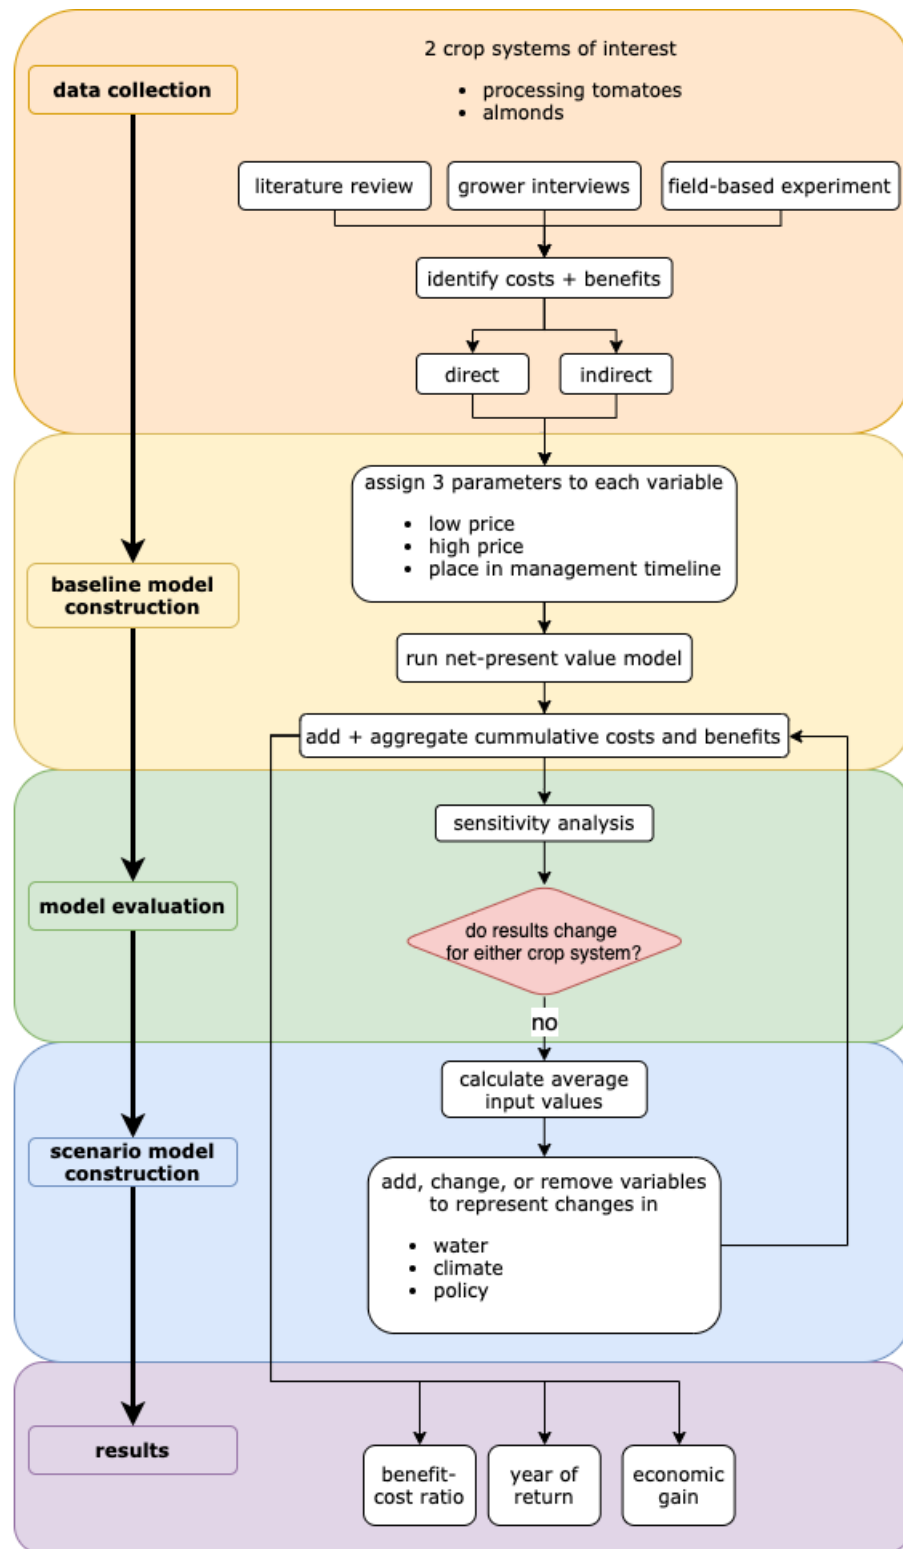 2 crop systems of interest
data collection
• processing tomatoes
• almonds
literature review
grower interviews
field-based experiment
identify costs + benefits
direct
indirect
assign 3 parameters to each variable
• low price
• high price
• place in management timeline
baseline model
construction
run net-present value model
add + aggregate cummulative costs and benefits
sensitivity analysis
model evaluation
do results change
for either crop system?
no
calculate average
input values
scenario model
construction
add, change, or remove variables
to represent changes in
• water
• climate
• policy
results
benefit-
cost ratio
year of
return
economic
gain